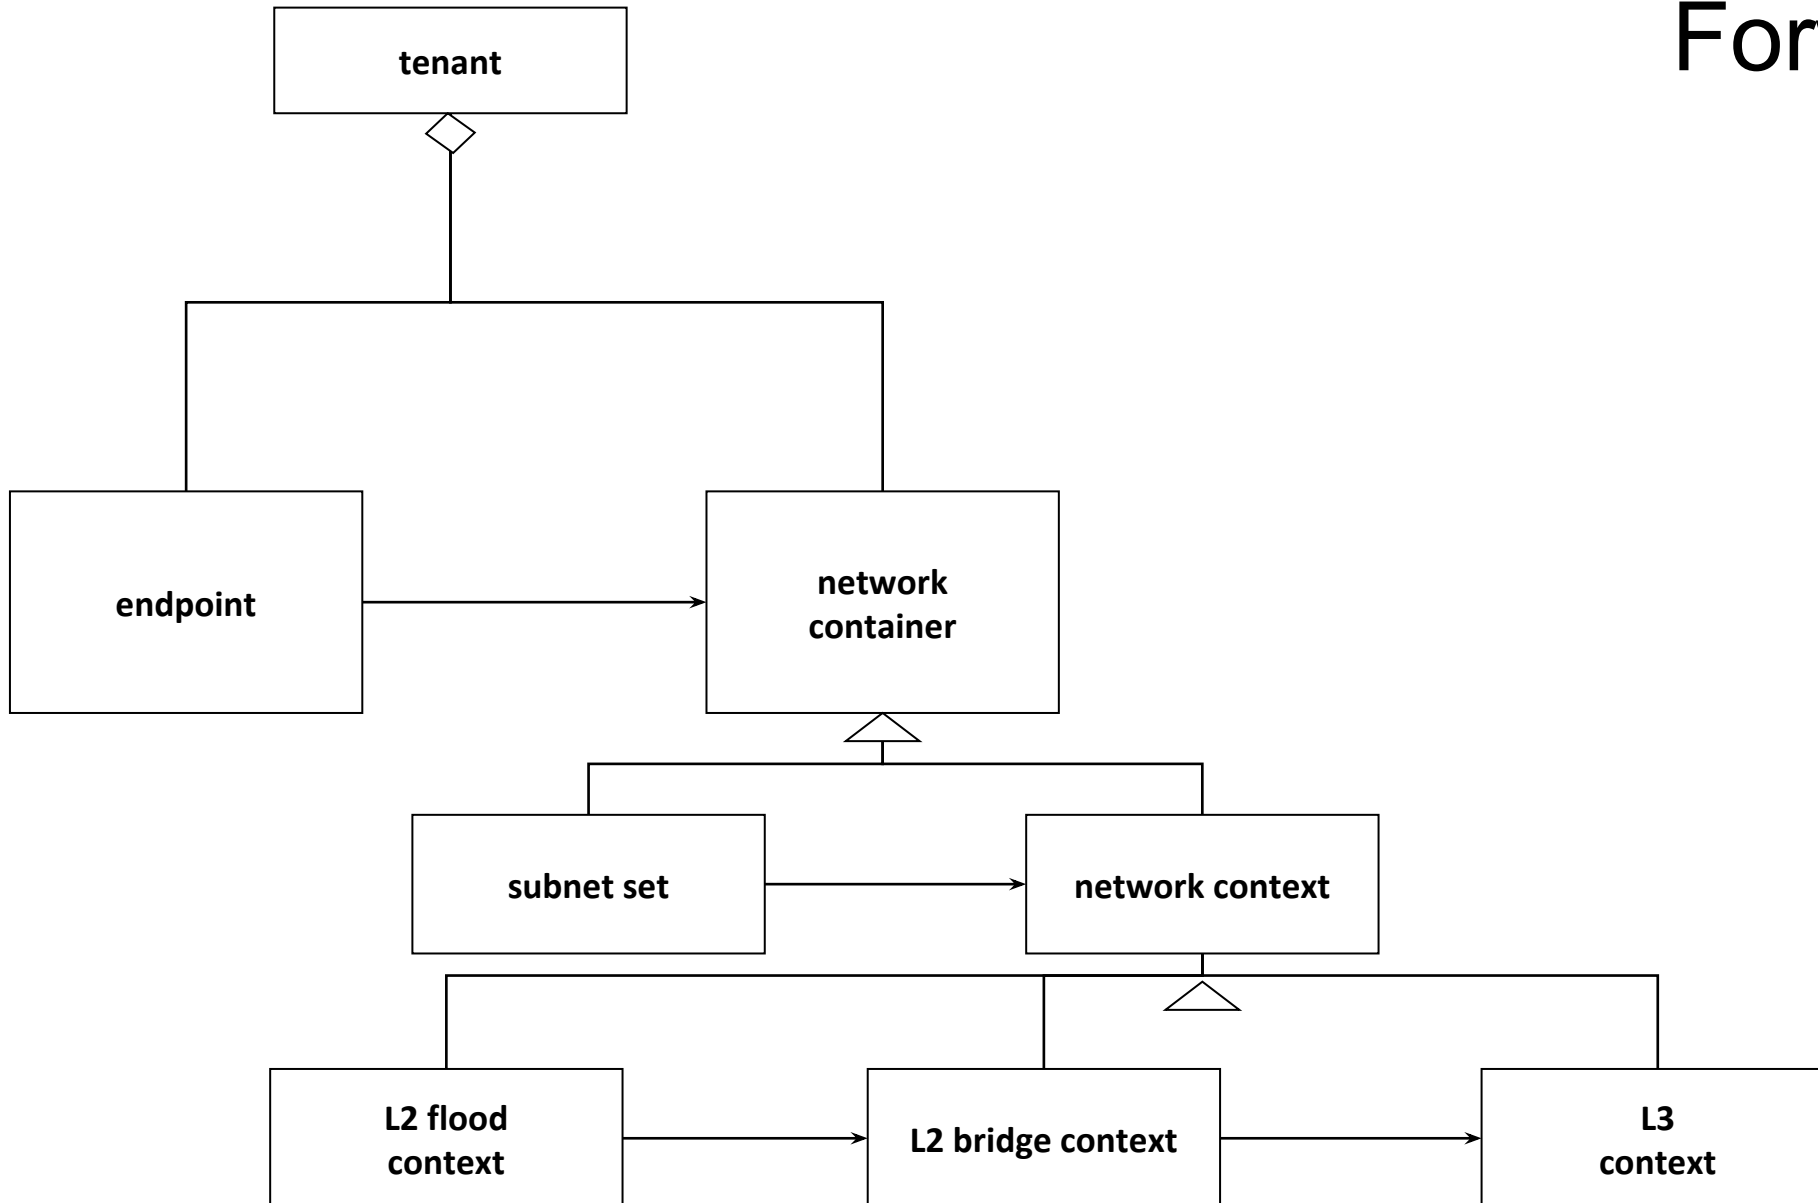 For
tenant
endpoint
network
container
subnet set
network context
L2 flood
context
L2 bridge context
L3
context